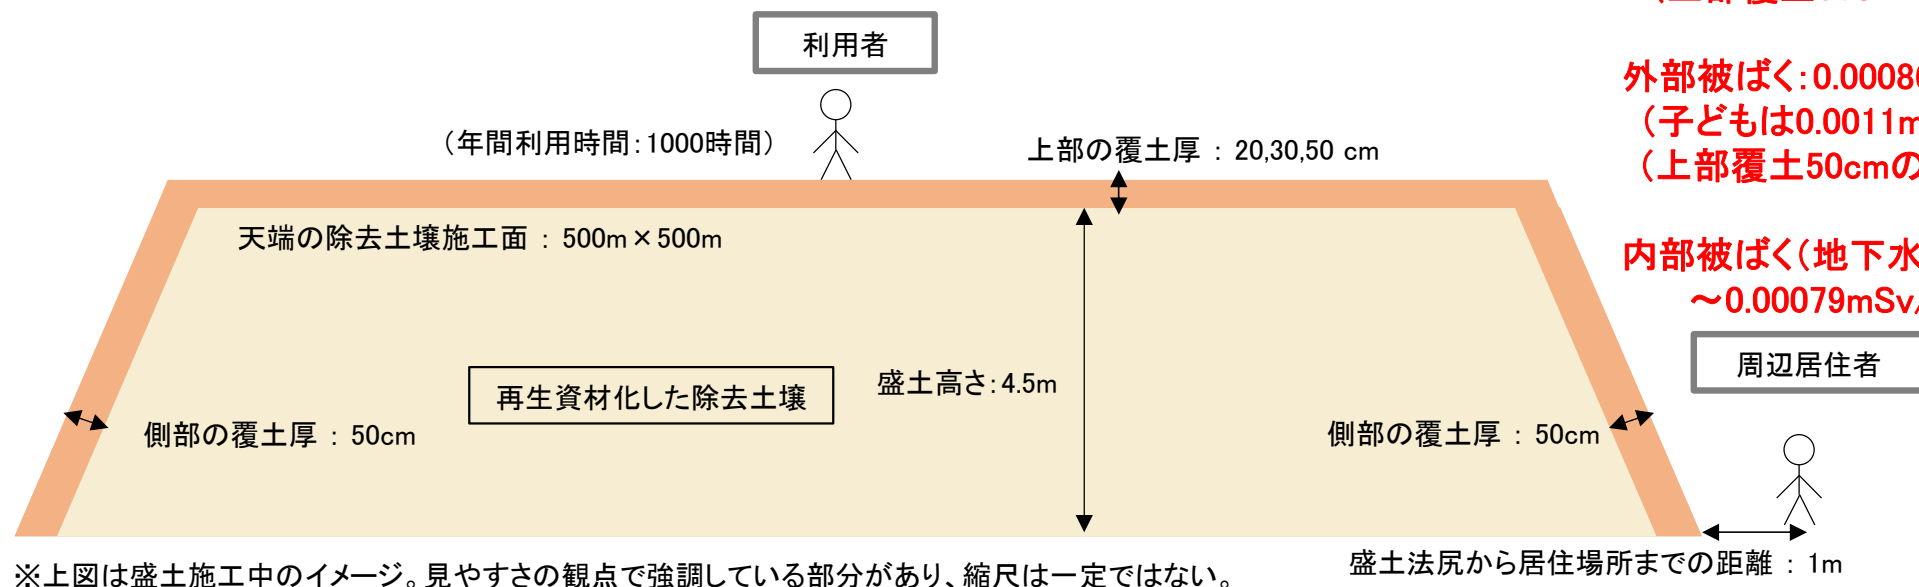 利用者
(年間利用時間:1000時間)
上部の覆土厚 : 20,30,50 cm
外部被ばく:0.00086
(子どもは0.0011m
(上部覆土50cmの
天端の除去土壌施工面 : 500m×500m
内部被ばく(地下水
～0.00079mSv/
周辺居住者
再生資材化した除去土壌
盛土高さ:4.5m
側部の覆土厚 : 50cm
側部の覆土厚 : 50cm
盛土法尻から居住場所までの距離 : 1m
※上図は盛土施工中のイメージ。見やすさの観点で強調している部分があり、縮尺は一定ではない。